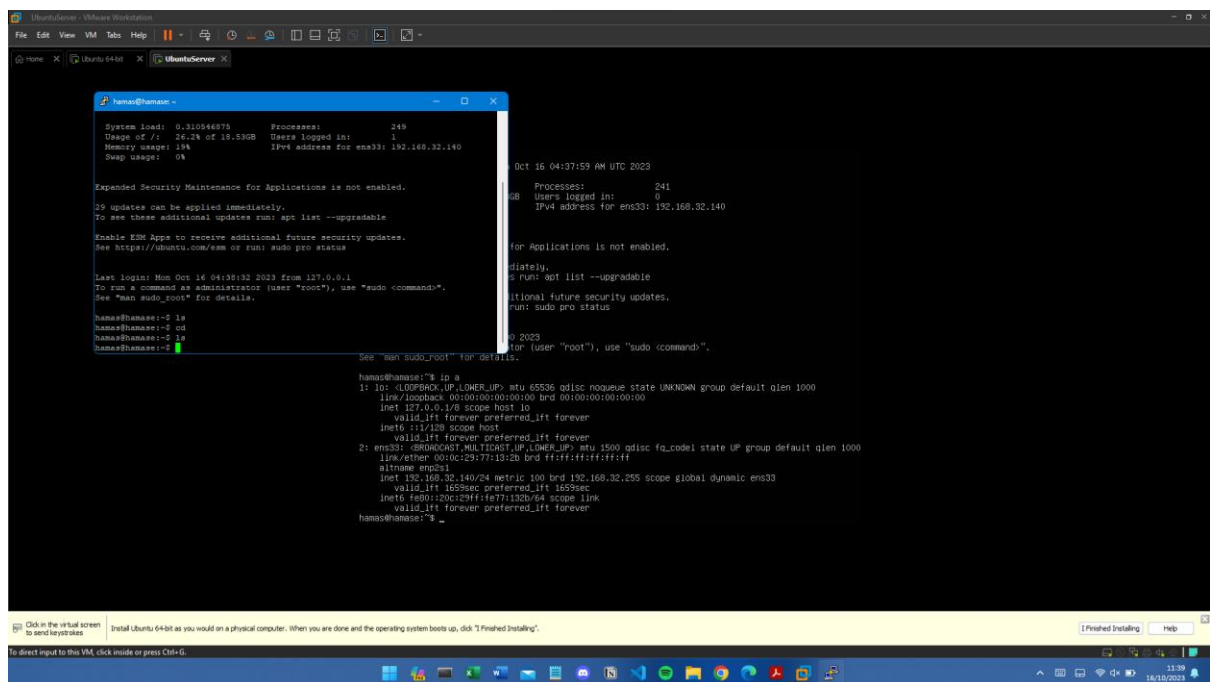 UbuntuServer - VMware Workstation
File Edit View VM Tabs Help
Home Ubuntu 64-bit UbuntuServer
hamas@hamase: ~
System load: 0.310546875 Processes: 249
Usage of /: 26.2% of 18.53GB Users logged in: 1
Memory usage: 19% IPv4 address for ens33: 192.168.32.140
Swap usage: 0%
Expanded Security Maintenance for Applications is not enabled.
29 updates can be applied immediately.
To see these additional updates run: apt list --upgradable
Enable ESM Apps to receive additional future security updates.
See https://ubuntu.com/esm or run: sudo pro status
Last login: Mon Oct 16 04:38:32 2023 from 127.0.0.1
To run a command as administrator (user "root"), use "sudo <command>".
See "man sudo_root" for details.
hamas@hamase:~$ ls
hamas@hamase:~$ cd
hamas@hamase:~$ ls
hamas@hamase:~$
Oct 16 04:37:59 AM UTC 2023
Processes: 241
GB Users logged in: 0
IPv4 address for ens33: 192.168.32.140
for Applications is not enabled.
diately.
s run: apt list --upgradable
itional future security updates.
run: sudo pro status
0 2023
tor (user "root"), use "sudo <command>".
See "man sudo_root" for details.
hamas@hamase:~$ ip a
1: lo: <LOOPBACK,UP,LOWER_UP> mtu 65536 qdisc noqueue state UNKNOWN group default qlen 1000
link/loopback 00:00:00:00:00:00 brd 00:00:00:00:00:00
inet 127.0.0.1/8 scope host lo
valid_lft forever preferred_lft forever
inet6 ::1/128 scope host
valid_lft forever preferred_lft forever
2: ens33: <BROADCAST,MULTICAST,UP,LOWER_UP> mtu 1500 qdisc fq_codel state UP group default qlen 1000
link/ether 00:0c:29:77:13:2b brd ff:ff:ff:ff:ff:ff
altname enp2s1
inet 192.168.32.140/24 metric 100 brd 192.168.32.255 scope global dynamic ens33
valid_lft 1659sec preferred_lft 1659sec
inet6 fe80::20c:29ff:fe77:132b/64 scope link
valid_lft forever preferred_lft forever
hamas@hamase:~$ _
Click in the virtual screen
to send keystrokes
Install Ubuntu 64-bit as you would on a physical computer. When you are done and the operating system boots up, click "I Finished Installing".
I Finished Installing Help
To direct input to this VM, click inside or press Ctrl+G.
11:39
16/10/2023